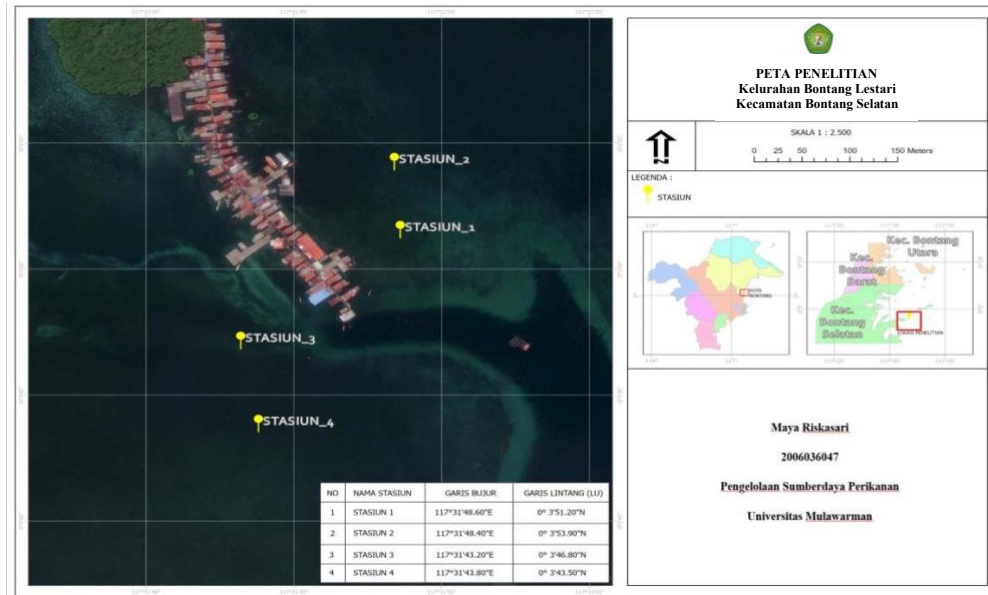 STASIUN_2
STASIUN_1
STASIUN_3
STASIUN_4
NO NAMA STASIUN GARIS BUJUR GARIS LINTANG (LU)
1 STASIUN 1 117°31'48.60"E 0° 3'51.20"N
2 STASIUN 2 117°31'48.40"E 0° 3'53.90"N
3 STASIUN 3 117°31'43.20"E 0° 3'46.80"N
4 STASIUN 4 117°31'43.80"E 0° 3'43.50"N
PETA PENELITIAN
Kelurahan Bontang Lestari
Kecamatan Bontang Selatan
N
SKALA 1 : 2.500
0 25 50 100 150 Meters
LEGENDA :
STASIUN
KOTA
BONTANG
Kec. Bontang
Utara
Kec.
Bontang
Barat
Kec.
Bontang
Selatan
LOKASI PENELITIAN
Maya Riskasari
2006036047
Pengelolaan Sumberdaya Perikanan
Universitas Mulawarman